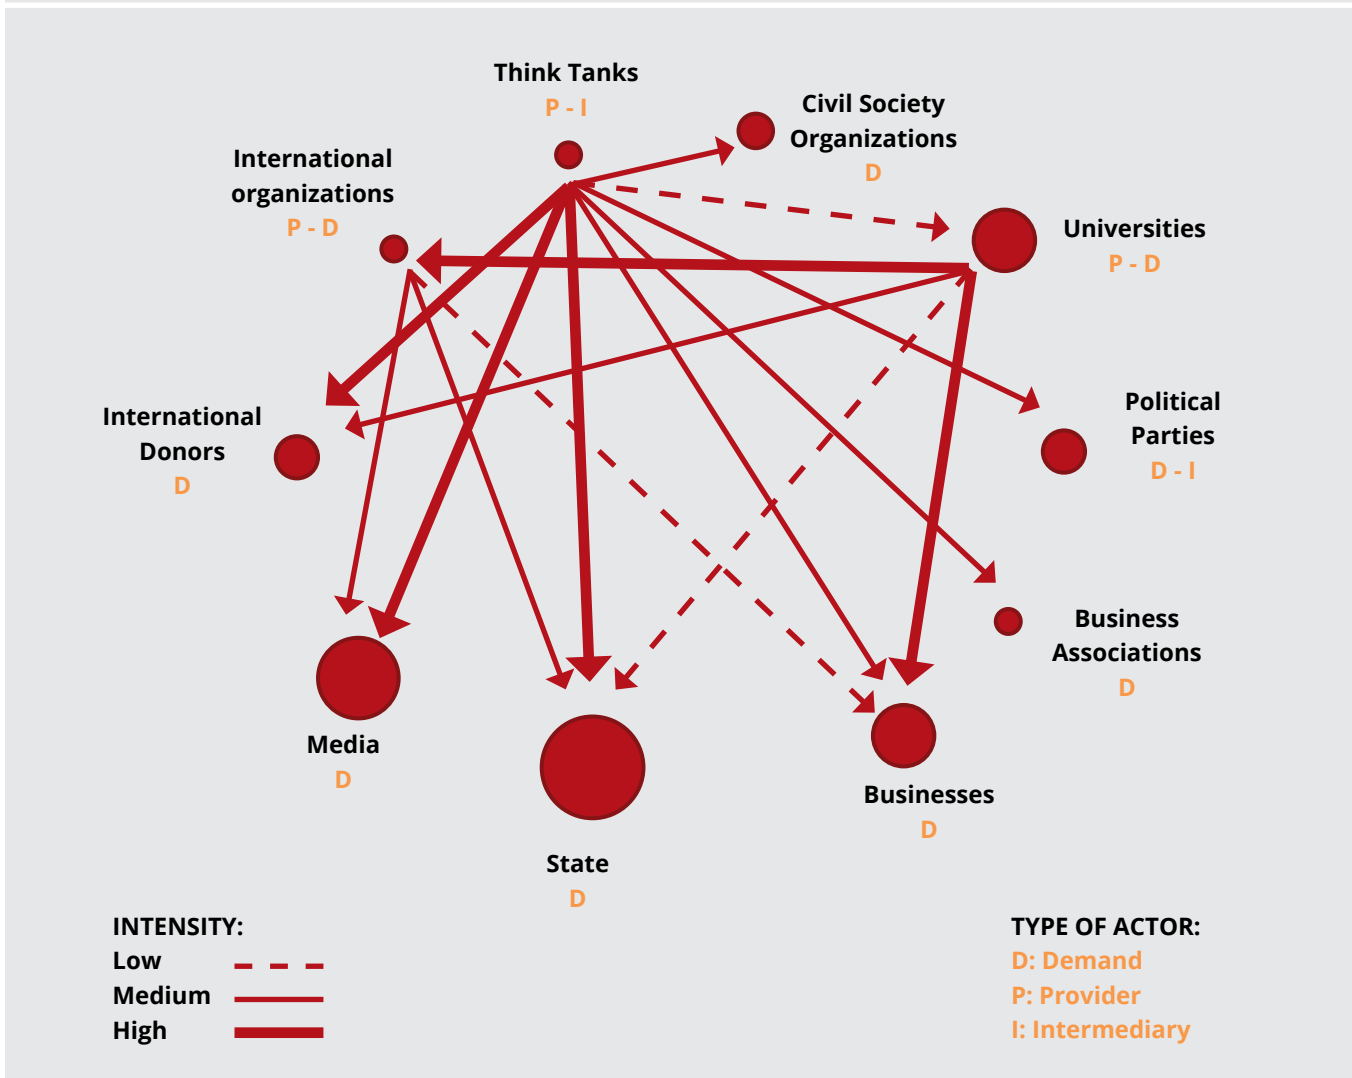 Think Tanks
P - I
Civil Society
Organizations
D
International
organizations
P - D
Universities
P - D
International
Donors
D
Political
Parties
D - I
Business
Associations
D
Media
D
Businesses
D
State
D
INTENSITY:
Low
Medium
High
TYPE OF ACTOR:
D: Demand
P: Provider
I: Intermediary